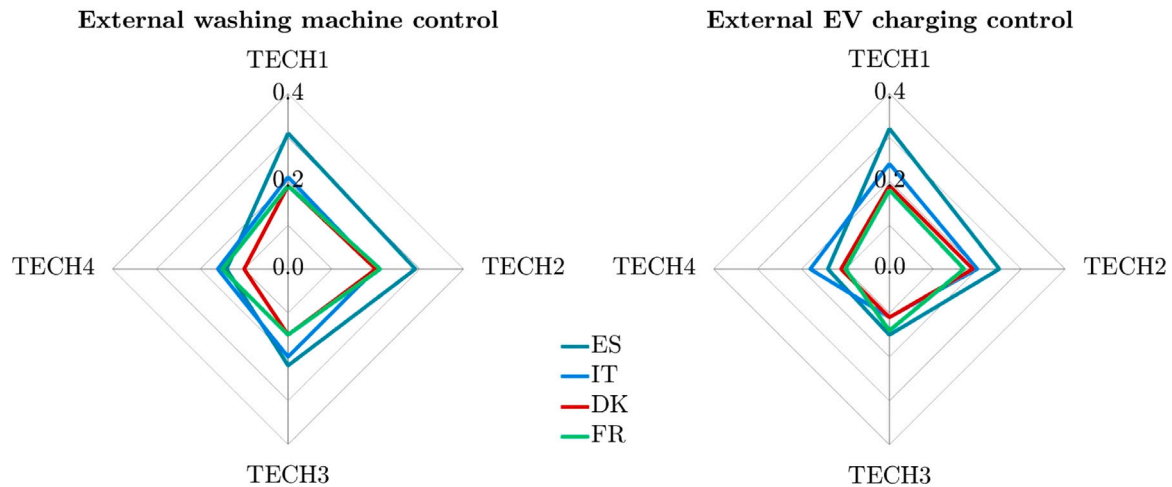 External washing machine control
TECH1
0.4
0.2
TECH4
0.0
TECH2
TECH3
ES
IT
DK
FR
External EV charging control
TECH1
0.4
0.2
TECH4
0.0
TECH2
TECH3